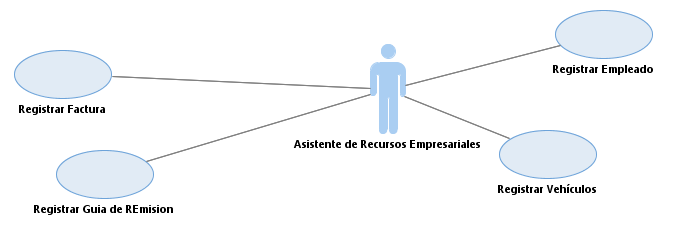 Registrar Empleado
Registrar Factura
Asistente de Recursos Empresariales
Registrar Vehículos
Registrar Guia de REmision